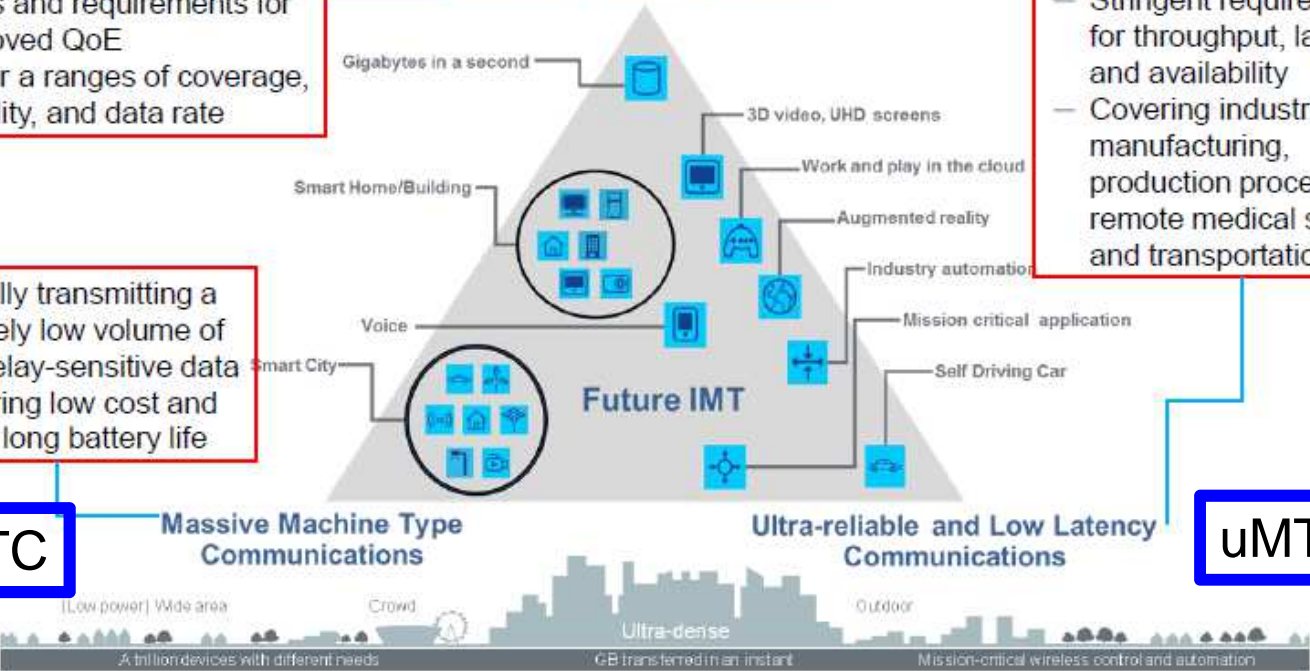 s and requirements for
oved QoE
r a ranges of coverage,
lity, and data rate
Stringent require
for throughput, la
and availability
— Covering industr
manufacturing,
production proce
remote medical s
and transportatio
Gigabytes in a second
3D video, UHD screens
Work and play in the cloud
Smart Home/Building
Augmented reality
Industry automation
Voice
Mission critical application
Smart City
Self Driving Car
lly transmitting a
ely low volume of
elay-sensitive data
ring low cost and
long battery life
Future IMT
TC
Massive Machine Type
Communications
Ultra-reliable and Low Latency
Communications
uMT
(Low power) Wide area
Crowd
Outdoor
Ultra-dense
A trillion devices with different needs
GB transferred in an instant
Mission-critical wireless control and automation